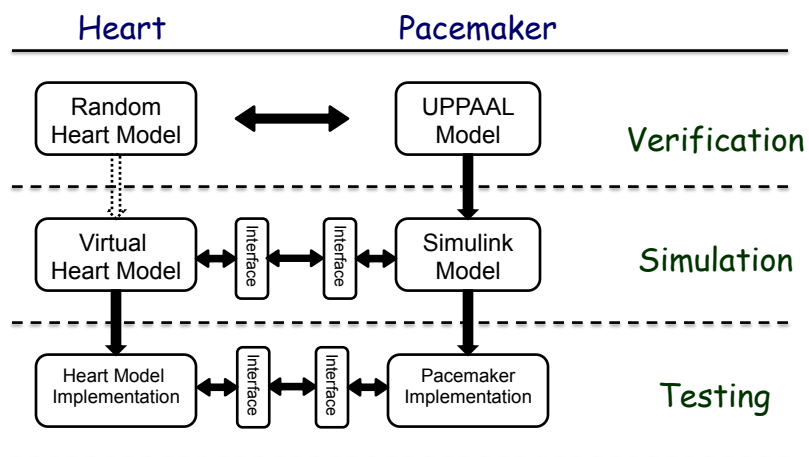 Heart
Pacemaker
Random
Heart Model
UPPAAL
Model
Verification
Virtual
Heart Model
Interface
Interface
Simulink
Model
Simulation
Heart Model
Implementation
Interface
Interface
Pacemaker
Implementation
Testing